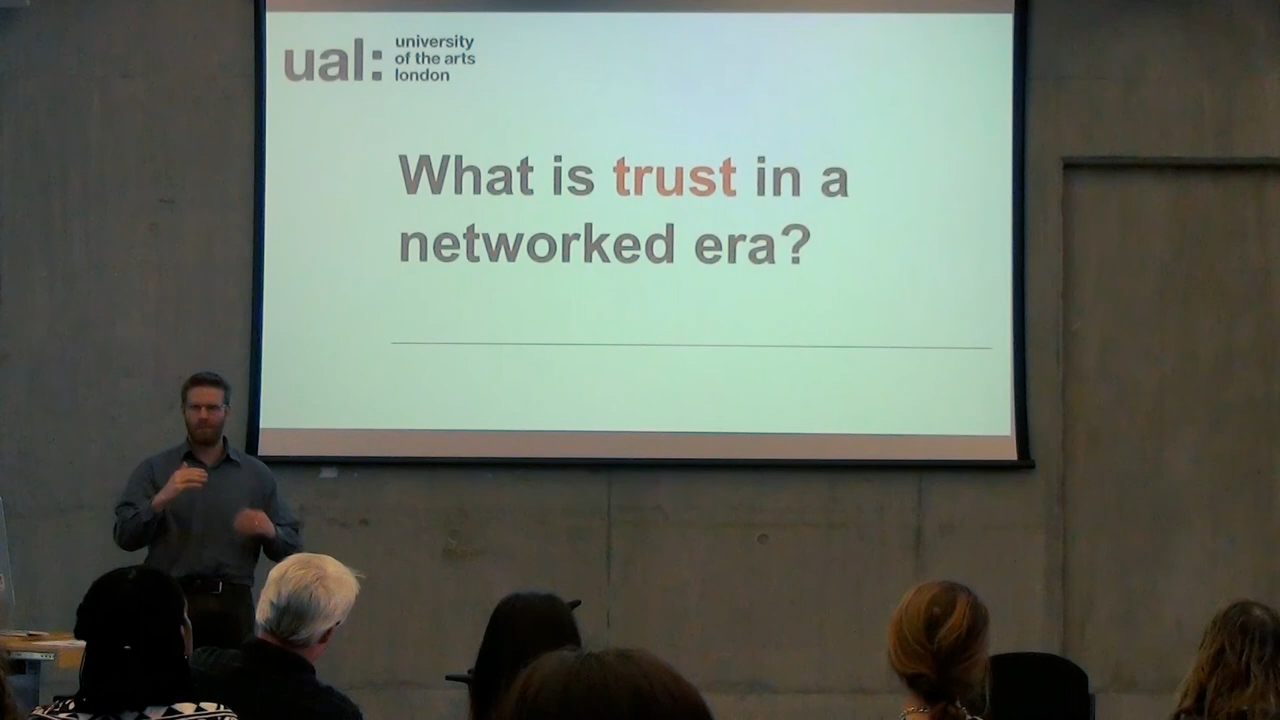 ual:
university
of the arts
london
What is trust in a
networked era?